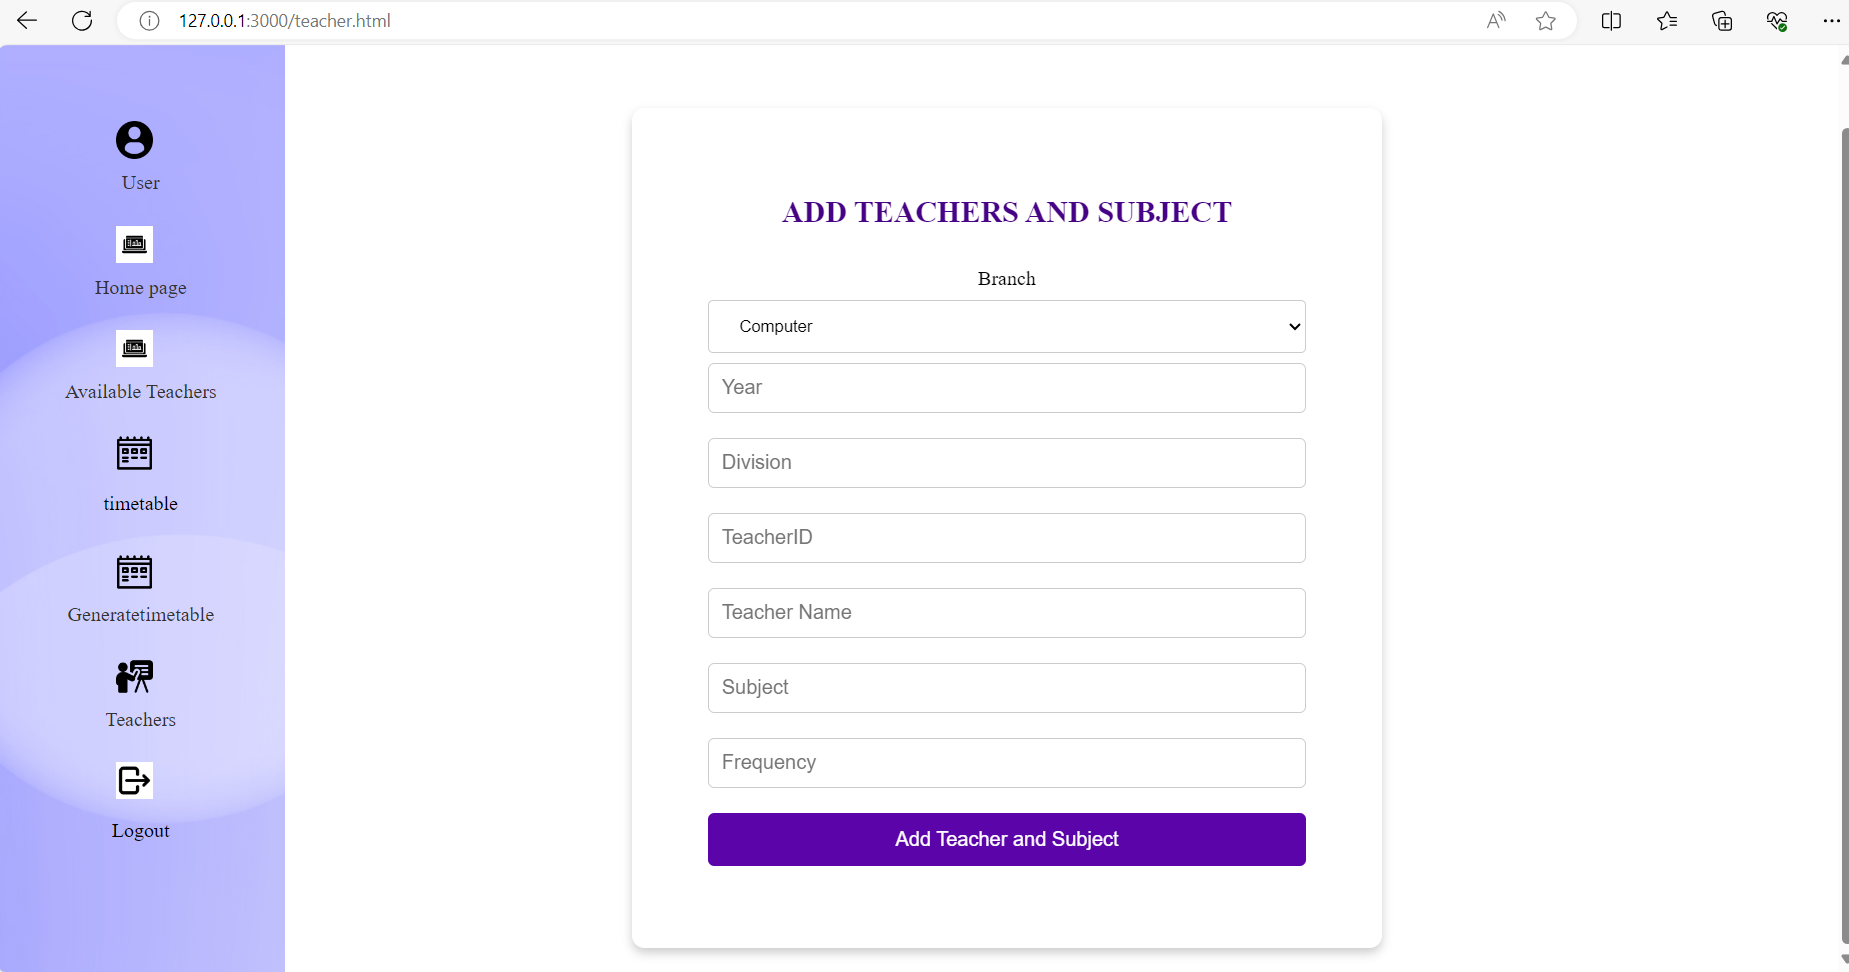 127.0.0.1:3000/teacher.html
User
Home page
Available Teachers
timetable
Generatetimetable
Teachers
Logout
ADD TEACHERS AND SUBJECT
Branch
Computer
Year
Division
TeacherID
Teacher Name
Subject
Frequency
Add Teacher and Subject